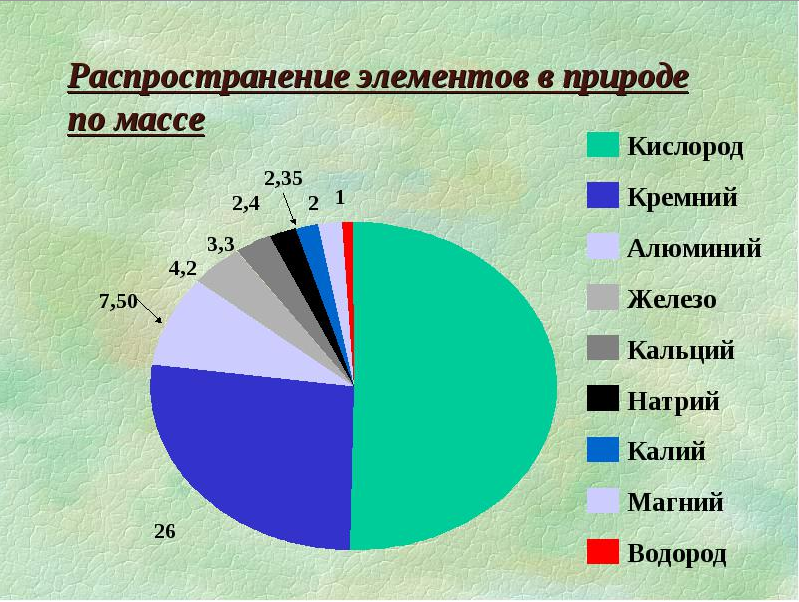 Распространение элементов в природе
по массе
2,35
2,4
2
1
3,3
4,2
7,50
26
Кислород
Кремний
Алюминий
Железо
Кальций
Натрий
Калий
Магний
Водород